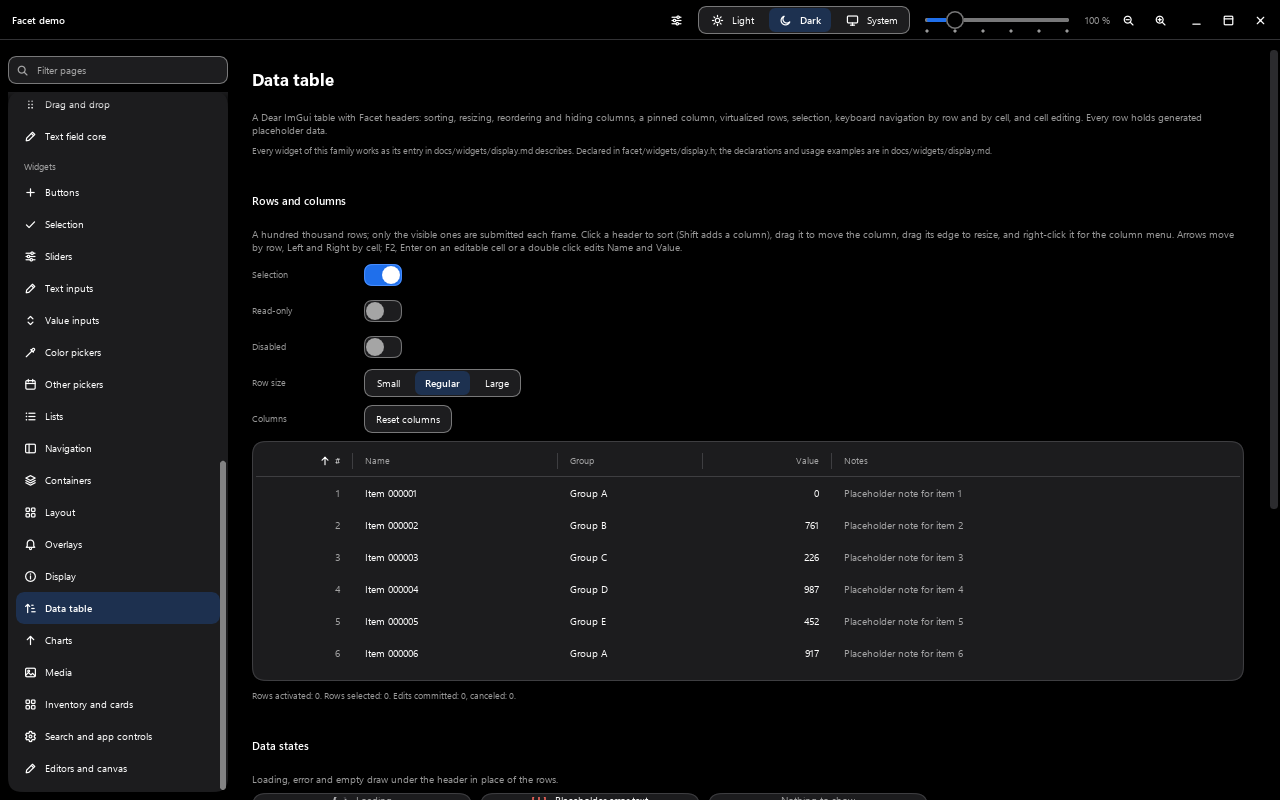 Facet demo
Light
Dark
System
100 %
Filter pages
Drag and drop
Text field core
Widgets
Buttons
Selection
Sliders
Text inputs
Value inputs
Color pickers
Other pickers
Lists
Navigation
Containers
Layout
Overlays
Display
Data table
Charts
Media
Inventory and cards
Search and app controls
Editors and canvas
Data table
A Dear ImGui table with Facet headers: sorting, resizing, reordering and hiding columns, a pinned column, virtualized rows, selection, keyboard navigation by row and by cell, and cell editing. Every row holds generated
placeholder data.
Every widget of this family works as its entry in docs/widgets/display.md describes. Declared in facet/widgets/display.h; the declarations and usage examples are in docs/widgets/display.md.
Rows and columns
A hundred thousand rows; only the visible ones are submitted each frame. Click a header to sort (Shift adds a column), drag it to move the column, drag its edge to resize, and right-click it for the column menu. Arrows move
by row, Left and Right by cell; F2, Enter on an editable cell or a double click edits Name and Value.
Selection
Read-only
Disabled
Row size
Small
Regular
Large
Columns
Reset columns
# Name Group Value Notes
1 Item 000001 Group A 0 Placeholder note for item 1
2 Item 000002 Group B 761 Placeholder note for item 2
3 Item 000003 Group C 226 Placeholder note for item 3
4 Item 000004 Group D 987 Placeholder note for item 4
5 Item 000005 Group E 452 Placeholder note for item 5
6 Item 000006 Group A 917 Placeholder note for item 6
Rows activated: 0. Rows selected: 0. Edits committed: 0, canceled: 0.
Data states
Loading, error and empty draw under the header in place of the rows.